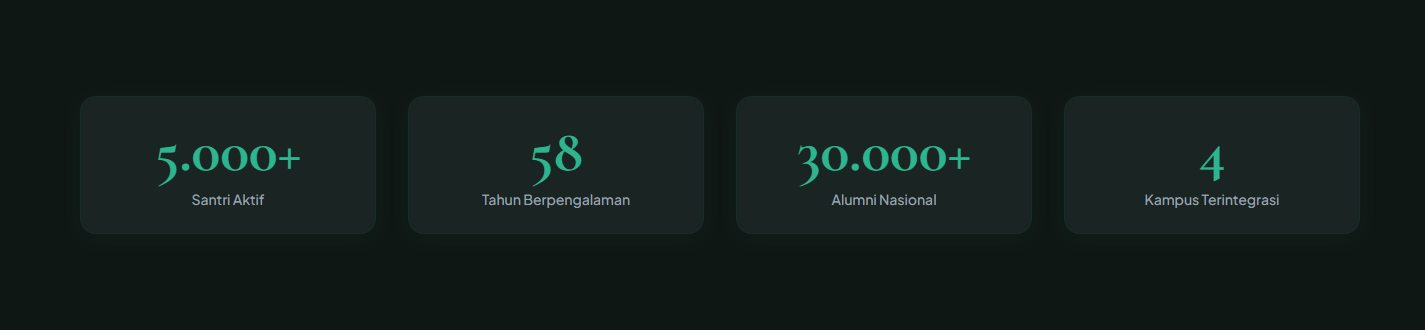 5.000+
Santri Aktif
58
Tahun Berpengalaman
30.000+
Alumni Nasional
4
Kampus Terintegrasi